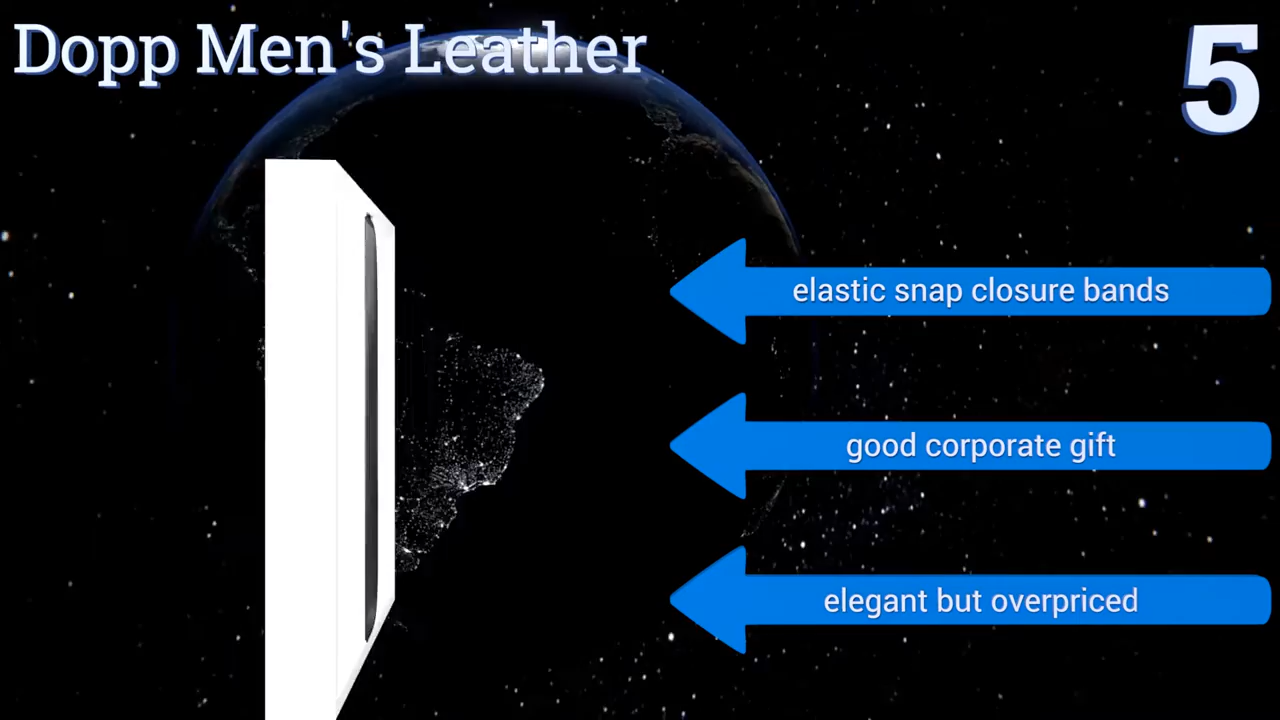 Dopp Men's Leather
5
elastic snap closure bands
good corporate gift
elegant but overpriced